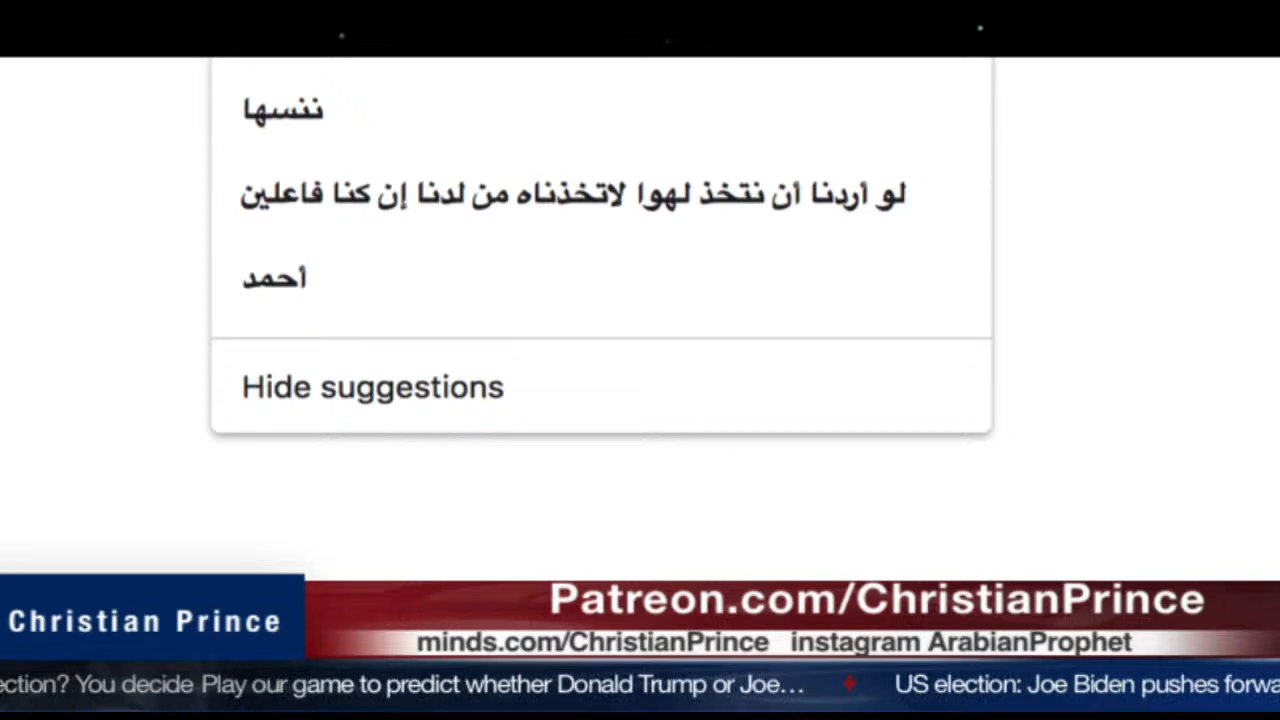 ننسها
لو أردنا أن نتخذ لهوا لاتخذناه من لدنا إن كنا فاعلين
أحمد
Hide suggestions
Christian Prince
Patreon.com/ChristianPrince
minds.com/ChristianPrince instagram ArabianProphet
ection? You decide Play our game to predict whether Donald Trump or Joe... US election: Joe Biden pushes forwa